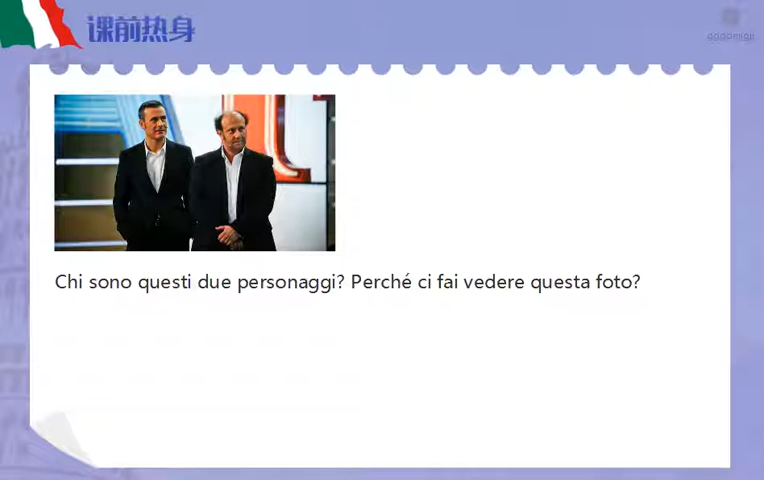 课前热身
Chi sono questi due personaggi? Perché ci fai vedere questa foto?